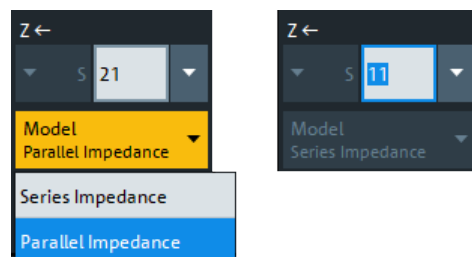 Z←
S 21
Model
Parallel Impedance
Series Impedance
Parallel Impedance
Z←
S 11
Model
Series Impedance